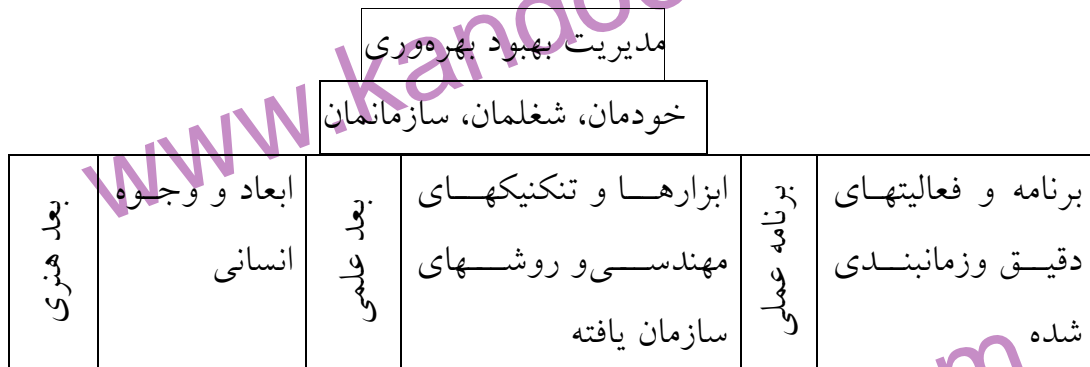 مدیریت بهبود بهره‌وری
خودمان، شغلمان، سازمانمان
برنامه و فعالیتهای
دقیق وزمانبندی
شده
برنامه عملی
ابزارها و تنکنیکهای
مهندسی‌و روشهای
سازمان یافته
بعد علمی
ابعاد و وجوه
انسانی
بعد هنری
www.kandoo
m